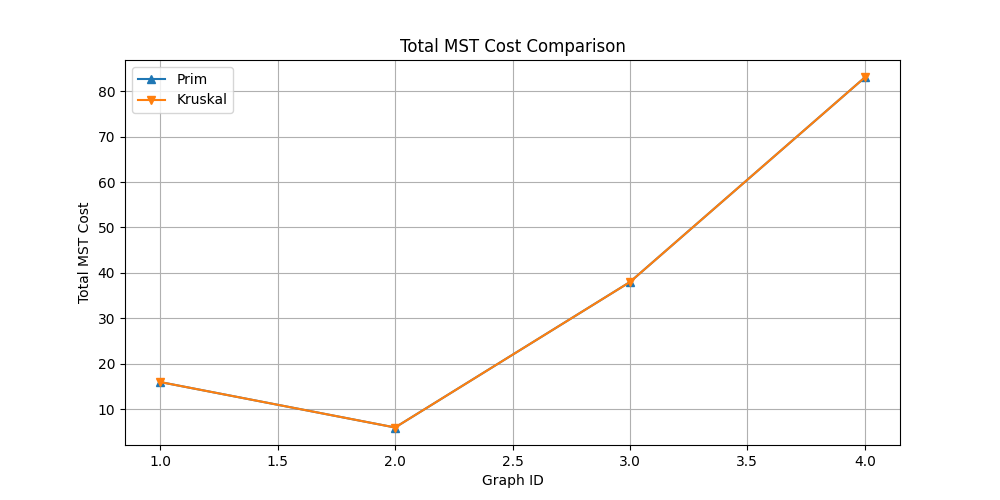 Total MST Cost Comparison
Prim
Kruskal
Total MST Cost
80
70
60
50
40
30
20
10
1.0 1.5 2.0 2.5 3.0 3.5 4.0
Graph ID